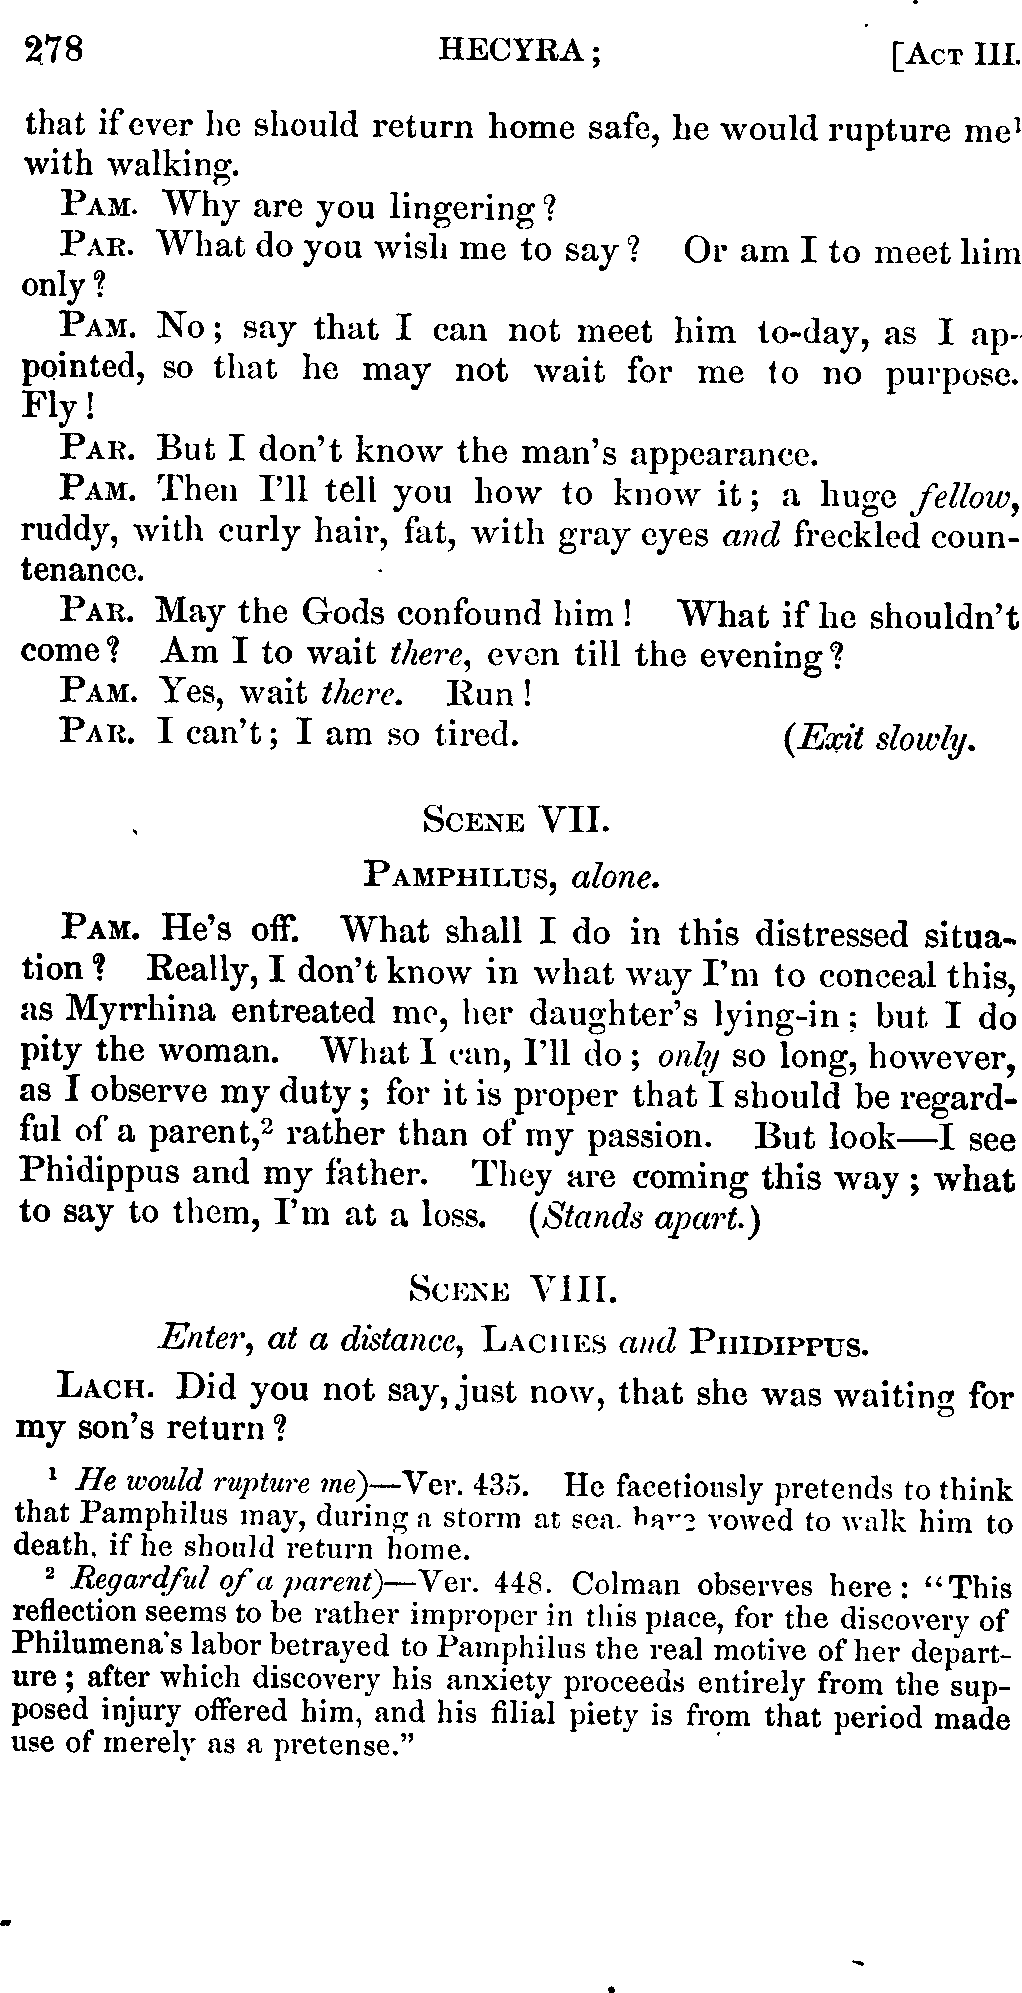 278 HECYRA; [ACT III.
that if ever he should return home safe, he would rupture me¹
with walking.
PAM. Why are you lingering?
PAR. What do you wish me to say? Or am I to meet him
only?
PAM. No; say that I can not meet him to-day, as I ap-
pointed, so that he may not wait for me to no purpose.
Fly!
PAR. But I don't know the man's appearance.
PAM. Then I'll tell you how to know it; a huge fellow,
ruddy, with curly hair, fat, with gray eyes and freckled coun-
tenance.
PAR. May the Gods confound him! What if he shouldn't
come? Am I to wait there, even till the evening?
PAM. Yes, wait there. Run!
PAR. I can't; I am so tired. (Exit slowly.
SCENE VII.
PAMPHILUS, alone.
PAM. He's off. What shall I do in this distressed situa-
tion? Really, I don't know in what way I'm to conceal this,
as Myrrhina entreated me, her daughter's lying-in; but I do
pity the woman. What I can, I'll do; only so long, however,
as I observe my duty; for it is proper that I should be regard-
ful of a parent,² rather than of my passion. But look—I see
Phidippus and my father. They are coming this way; what
to say to them, I'm at a loss. (Stands apart.)
SCENE VIII.
Enter, at a distance, LACHES and PHIDIPPUS.
LACH. Did you not say, just now, that she was waiting for
my son's return?
¹ He would rupture me)—Ver. 435. He facetiously pretends to think
that Pamphilus may, during a storm at sea, have vowed to walk him to
death, if he should return home.
² Regardful of a parent)—Ver. 448. Colman observes here: "This
reflection seems to be rather improper in this place, for the discovery of
Philumena's labor betrayed to Pamphilus the real motive of her depart-
ure; after which discovery his anxiety proceeds entirely from the sup-
posed injury offered him, and his filial piety is from that period made
use of merely as a pretense."